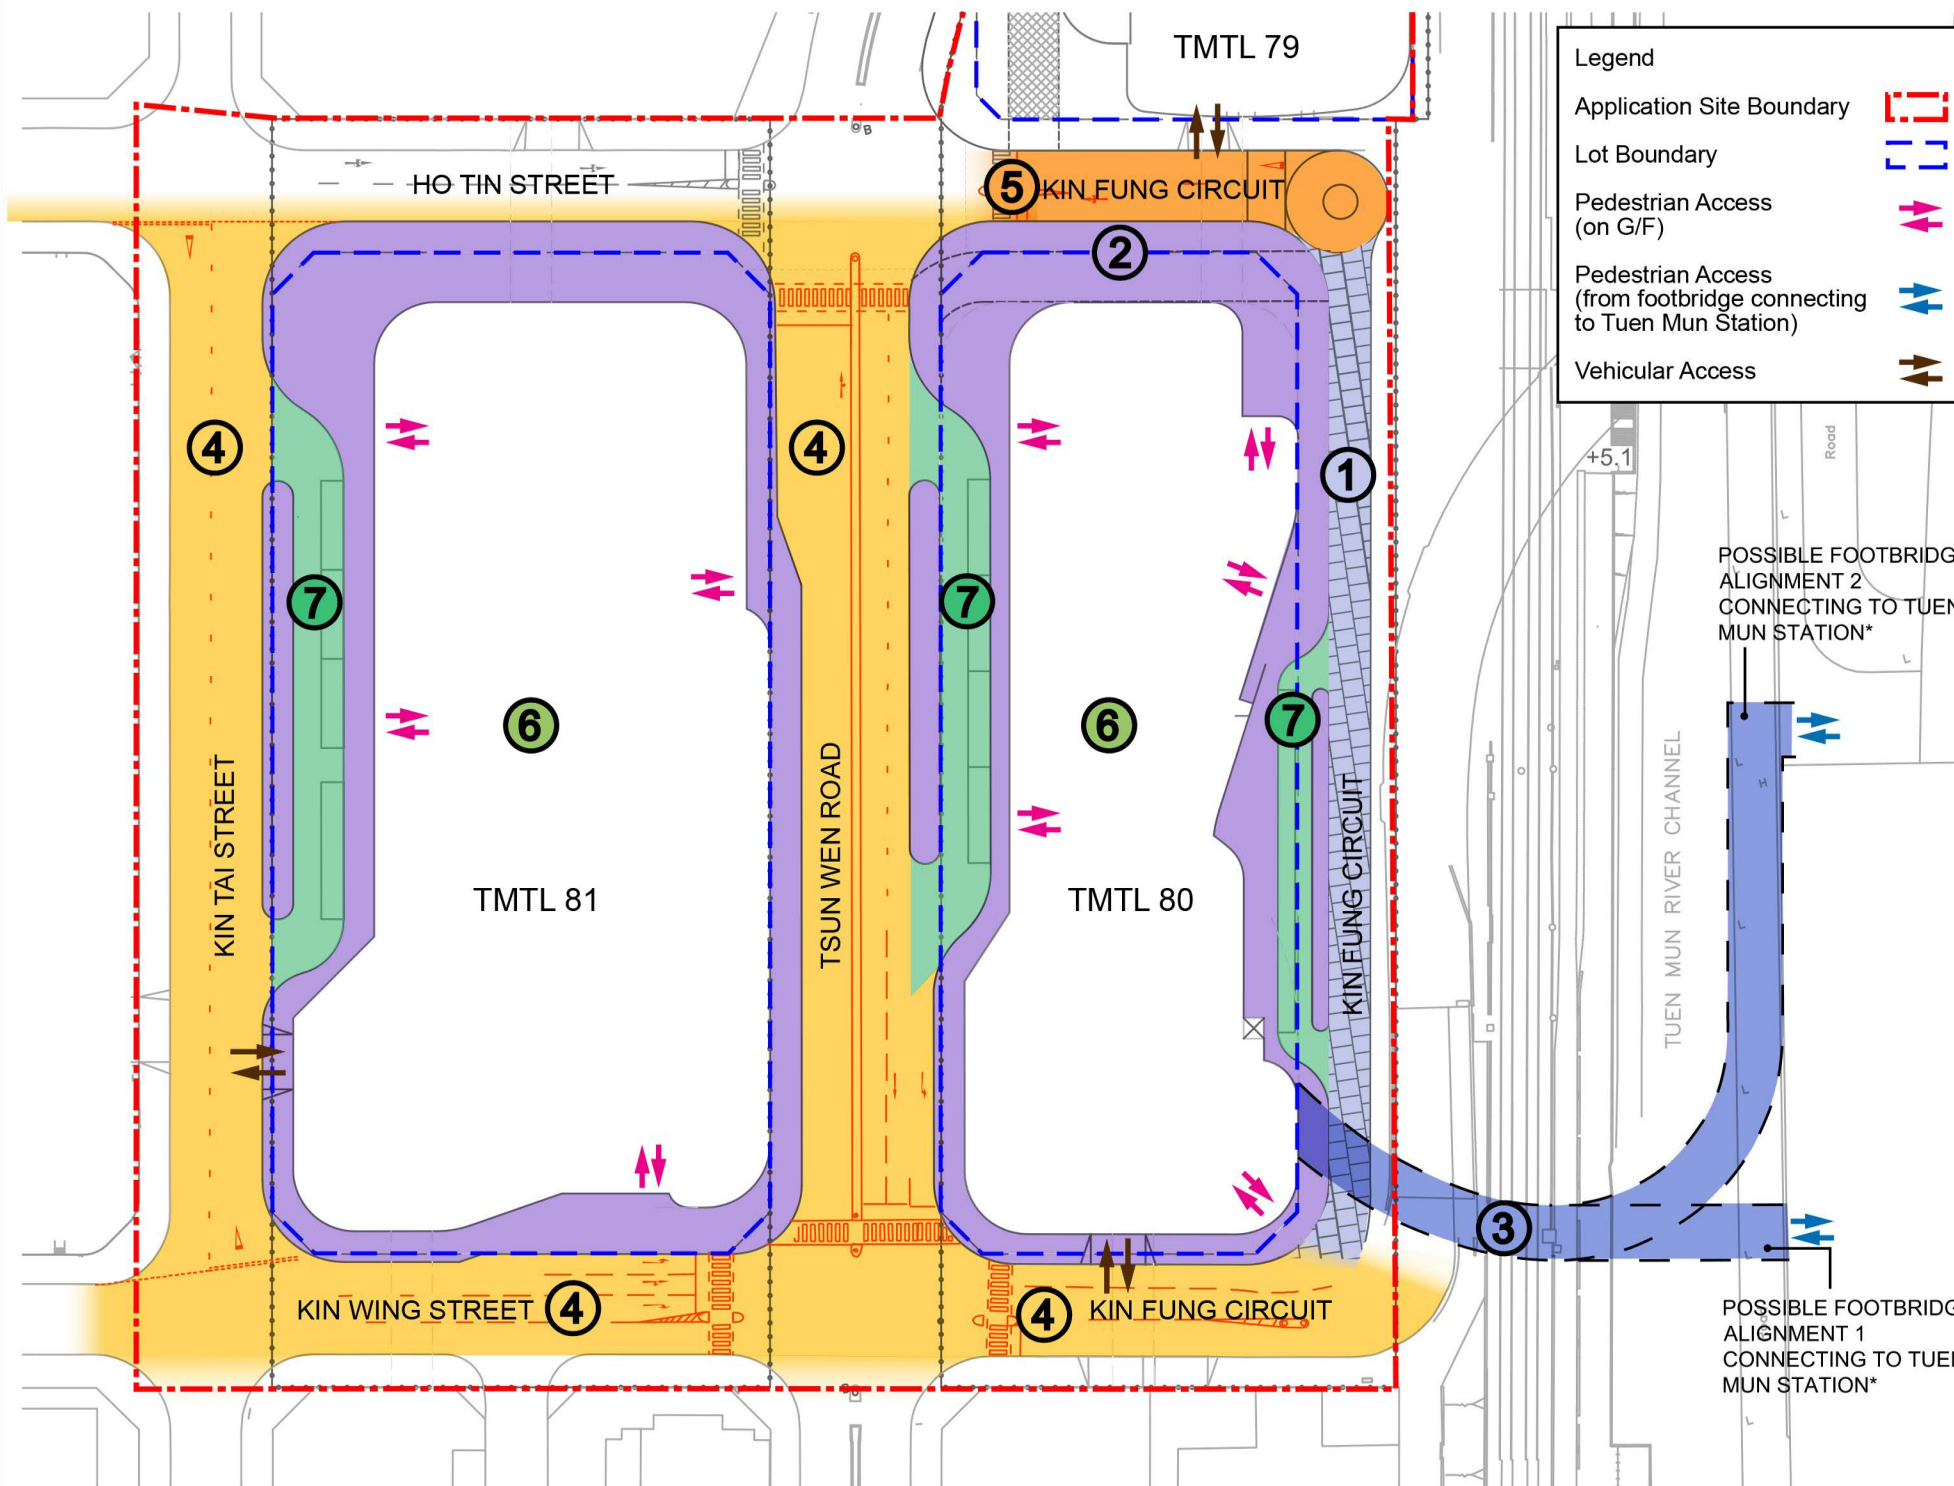 TMTL 79
Legend
Application Site Boundary
Lot Boundary
Pedestrian Access
(on G/F)
Pedestrian Access
(from footbridge connecting
to Tuen Mun Station)
Vehicular Access
B
HO TIN STREET
5
KIN FUNG CIRCUIT
2
4
4
1
+5.1
Road
7
7
7
6
6
POSSIBLE FOOTBRIDG
ALIGNMENT 2
CONNECTING TO TUEN
MUN STATION*
KIN TAI STREET
TSUN WEN ROAD
KIN FUNG CIRCUIT
TUEN MUN RIVER CHANNEL
H
TMTL 81
TMTL 80
3
KIN WING STREET
4
4
KIN FUNG CIRCUIT
POSSIBLE FOOTBRIDG
ALIGNMENT 1
CONNECTING TO TUE
MUN STATION*